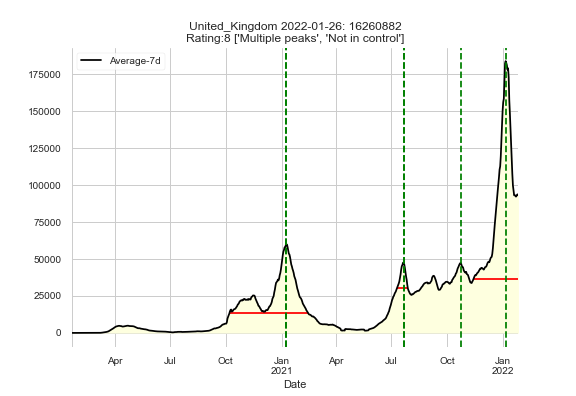 United_Kingdom 2022-01-26: 16260882
Rating:8 ['Multiple peaks', 'Not in control']
Average-7d
175000
150000
125000
100000
75000
50000
25000
0
Apr Jul Oct Jan Apr Jul Oct Jan
2021 2022
Date